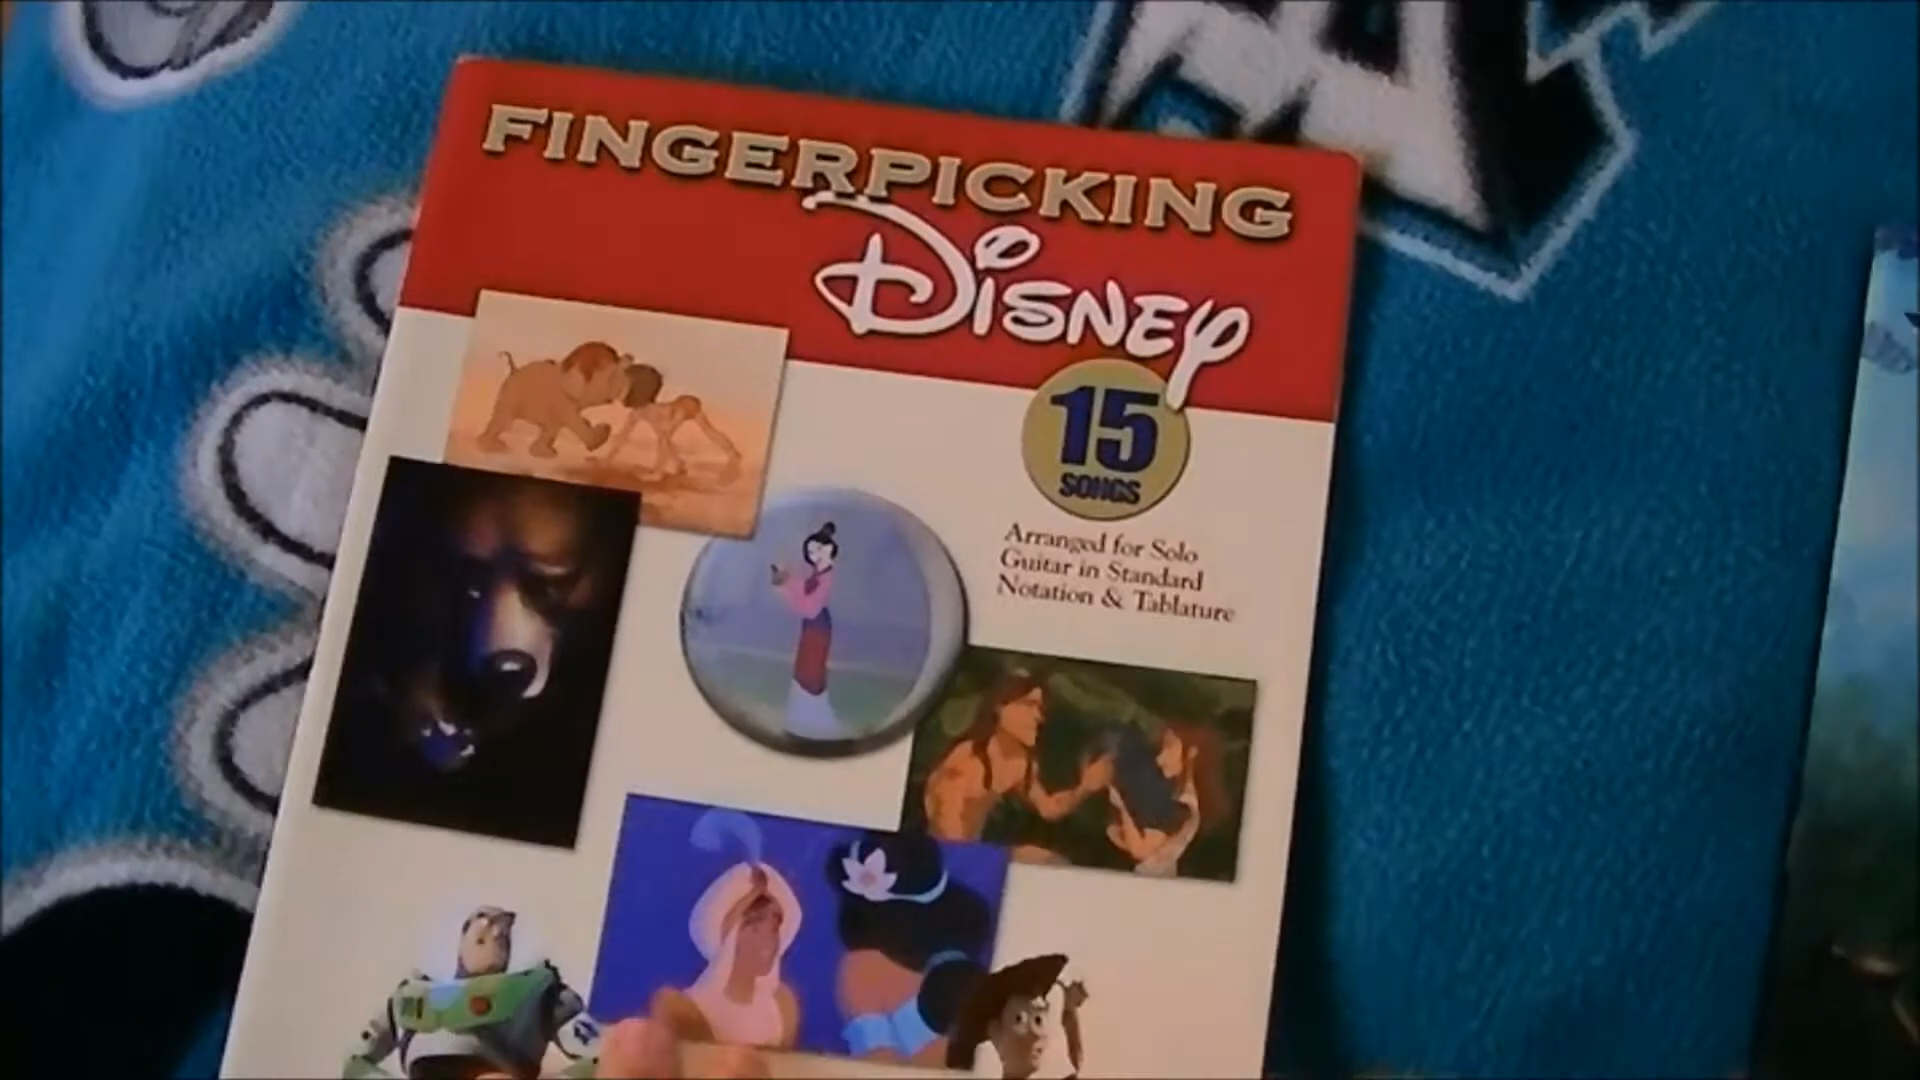 FINGERPICKING
Disney
15
SONGS
Arranged for Solo
Guitar in Standard
Notation & Tablature